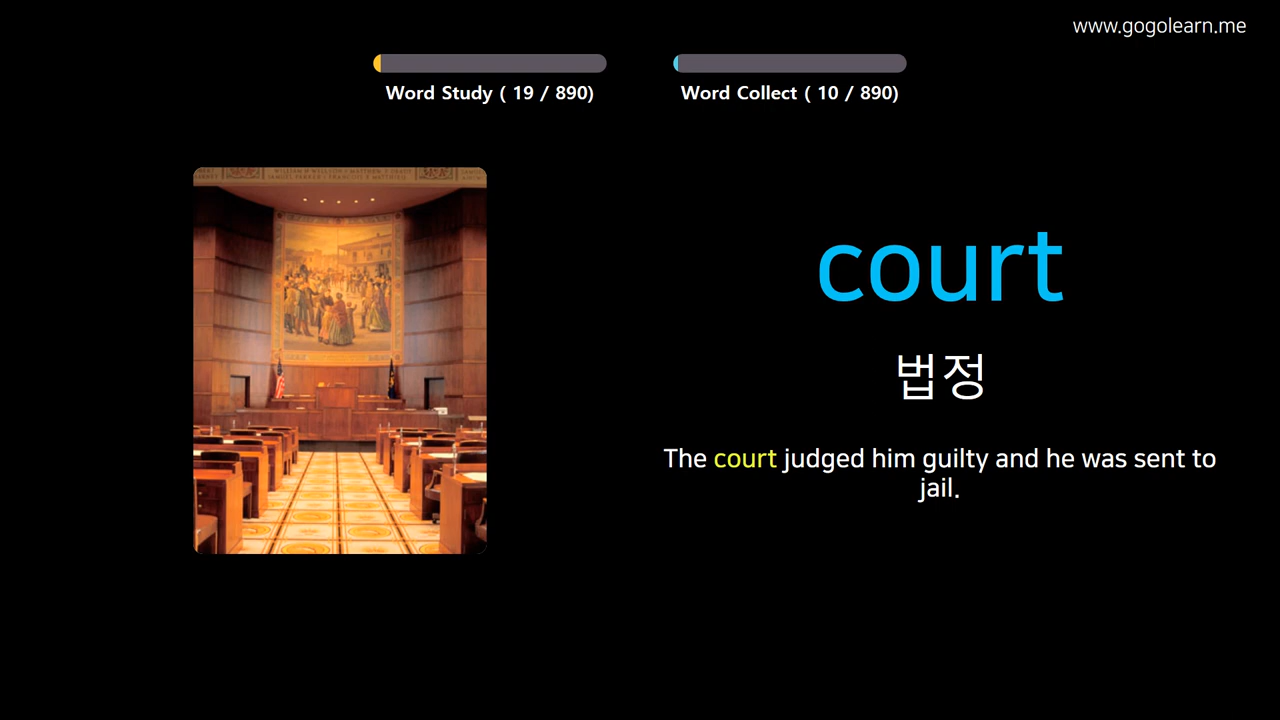 www.gogolearn.me
Word Study ( 19 / 890)
Word Collect ( 10 / 890)
court
법정
The court judged him guilty and he was sent to
jail.